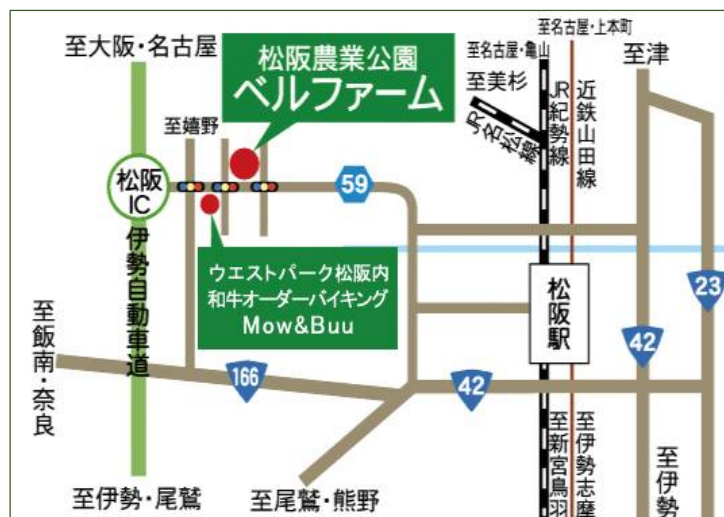 至名古屋・上本町
至名古屋・亀山
至大阪・名古屋
松阪農業公園
ベルファーム
至美杉
至津
至嬉野
JR名松線
JR紀勢線
近鉄山田線
松阪
IC
59
伊勢自動車道
ウエストパーク松阪内
和牛オーダーバイキング
Mow&Buu
松阪駅
23
42
至飯南・奈良
166
42
至新宮鳥羽
至伊勢志摩
至伊勢
至伊勢・尾鷲
至尾鷲・熊野